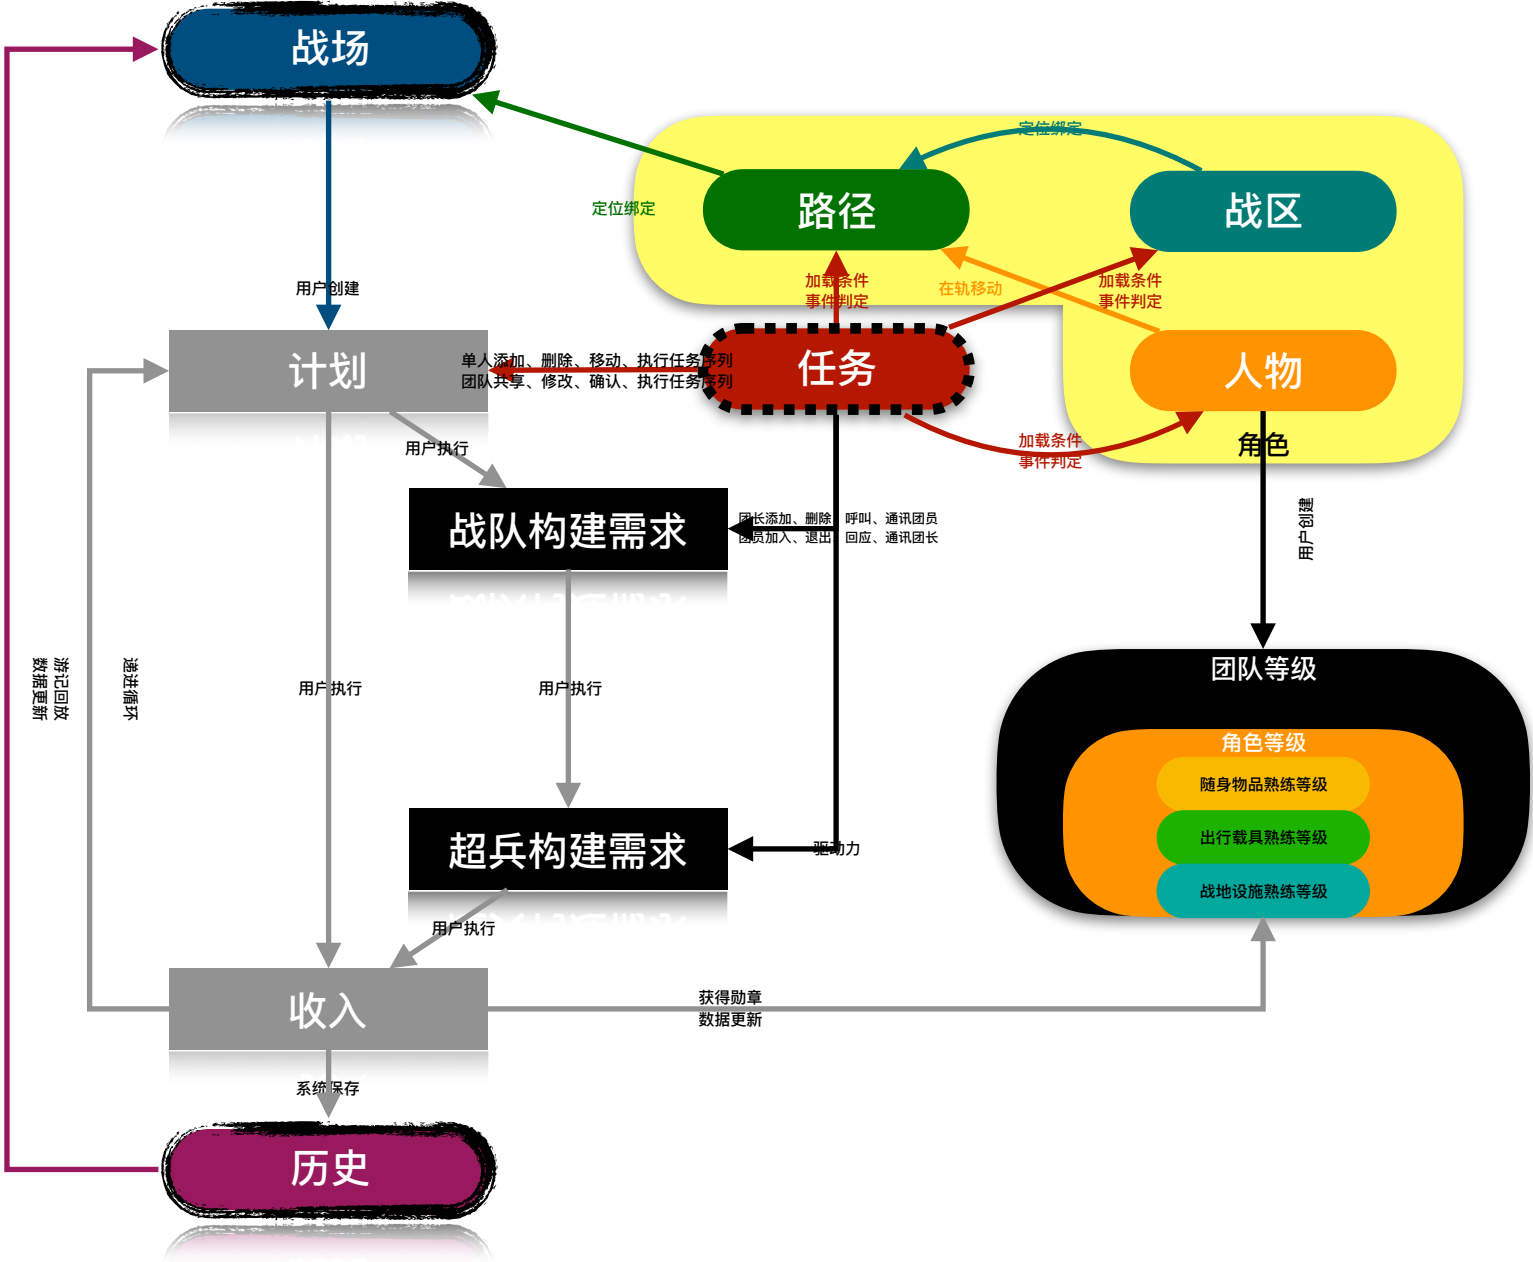 战场
定位绑定
路径
战区
定位绑定
加载条件
事件判定
在轨移动
加载条件
事件判定
用户创建
计划
单人添加、删除、移动、执行任务序列
团队共享、修改、确认、执行任务序列
任务
人物
角色
用户执行
加载条件
事件判定
战队构建需求
团长添加、删除、呼叫、通讯团员
团员加入、退出、回应、通讯团长
用户创建
团队等级
游记回放
数据更新
递进循环
用户执行
用户执行
角色等级
随身物品熟练等级
出行载具熟练等级
战地设施熟练等级
超兵构建需求
驱动力
用户执行
收入
获得勋章
数据更新
系统保存
历史